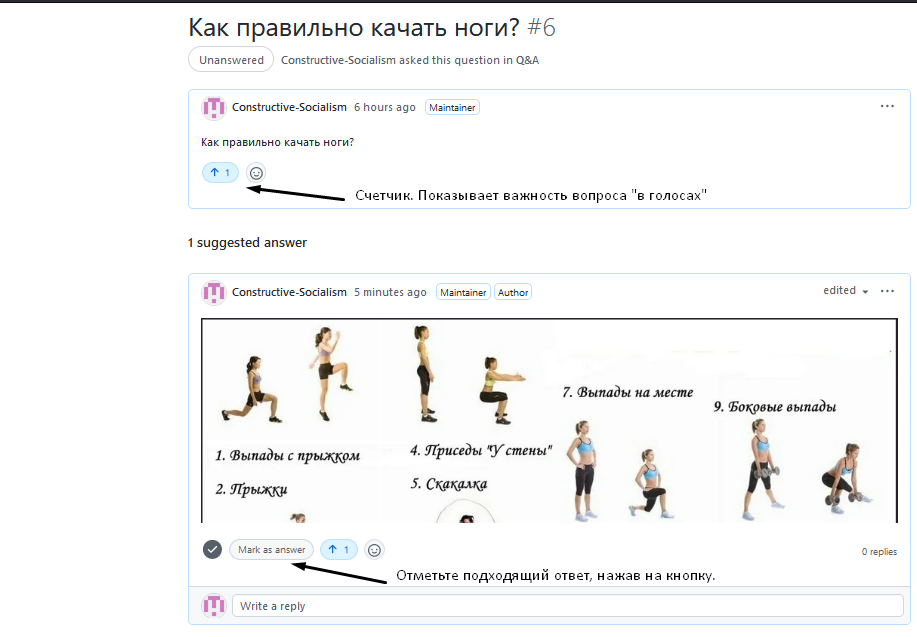 Как правильно качать ноги? #6
Unanswered Constructive-Socialism asked this question in Q&A
Constructive-Socialism 6 hours ago Maintainer
Как правильно качать ноги?
1
Счетчик. Показывает важность вопроса "в голосах"
1 suggested answer
Constructive-Socialism 5 minutes ago Maintainer Author edited
1. Выпады с прыжком
2. Прыжки
4. Приседы "У стены"
5. Скакалка
7. Выпады на месте
9. Боковые выпады
Mark as answer 1 0 replies
Отметьте подходящий ответ, нажав на кнопку.
Write a reply